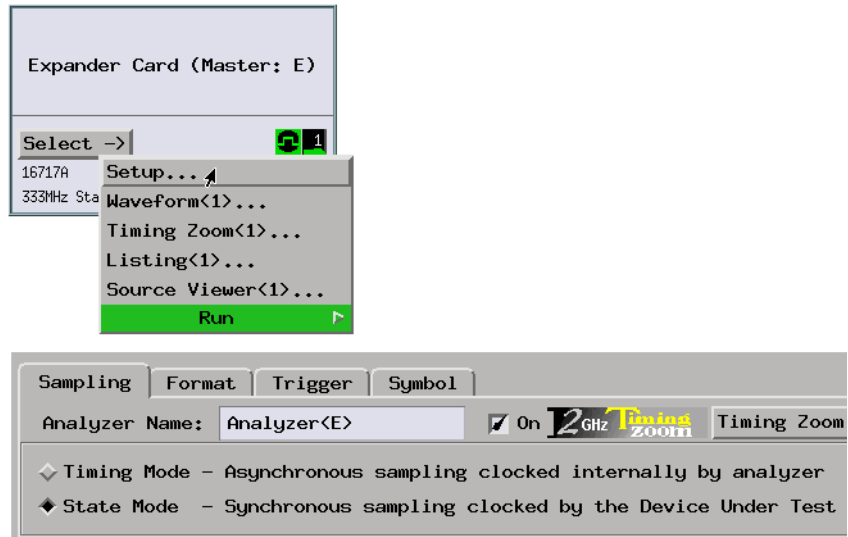 Expander Card (Master: E)
Select ->
1
16717A
333MHz Sta
Setup...
Waveform<1>...
Timing Zoom<1>...
Listing<1>...
Source Viewer<1>...
Run
Sampling Format Trigger Symbol
Analyzer Name: Analyzer<E> On 2GHz Timing zoom Timing Zoom
Timing Mode - Asynchronous sampling clocked internally by analyzer
State Mode - Synchronous sampling clocked by the Device Under Test